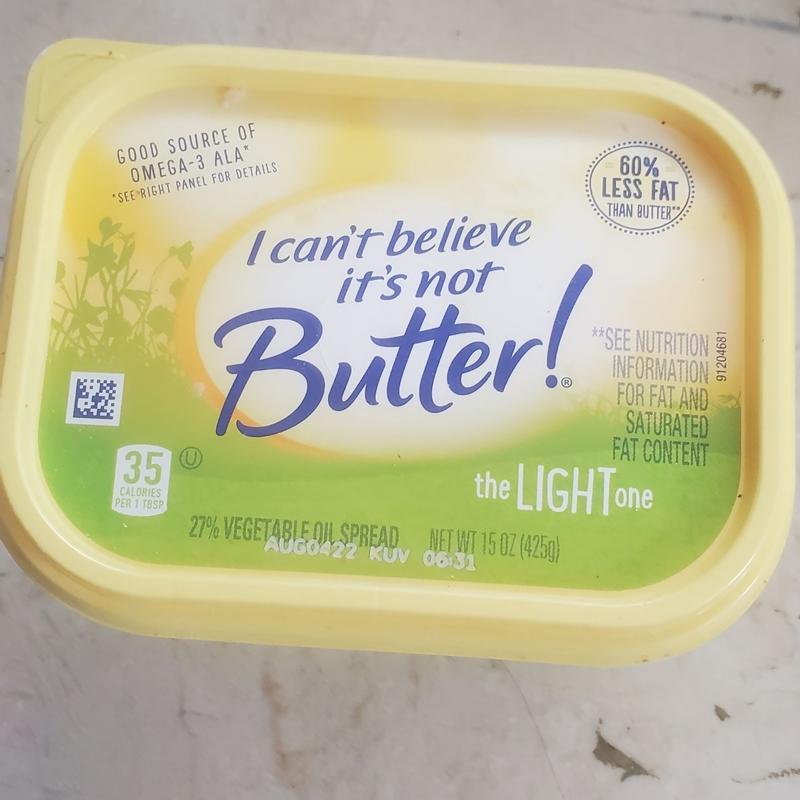 GOOD SOURCE OF
OMEGA-3 ALA*
*SEE RIGHT PANEL FOR DETAILS
60%
LESS FAT
THAN BUTTER**
I can't believe
it's not
Butter!®
**SEE NUTRITION
INFORMATION
FOR FAT AND
SATURATED
FAT CONTENT
91204681
35
CALORIES
PER 1 TBSP
U
the LIGHT one
27% VEGETABLE OIL SPREAD NET WT 15 OZ (425g)
AUG0422 KUV 06:31